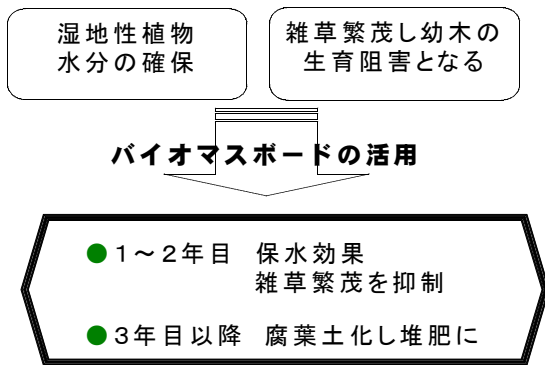 湿地性植物
水分の確保
雑草繁茂し幼木の
生育阻害となる
バイオマスボードの活用
●1～2年目 保水効果
雑草繁茂を抑制
●3年目以降 腐葉土化し堆肥に